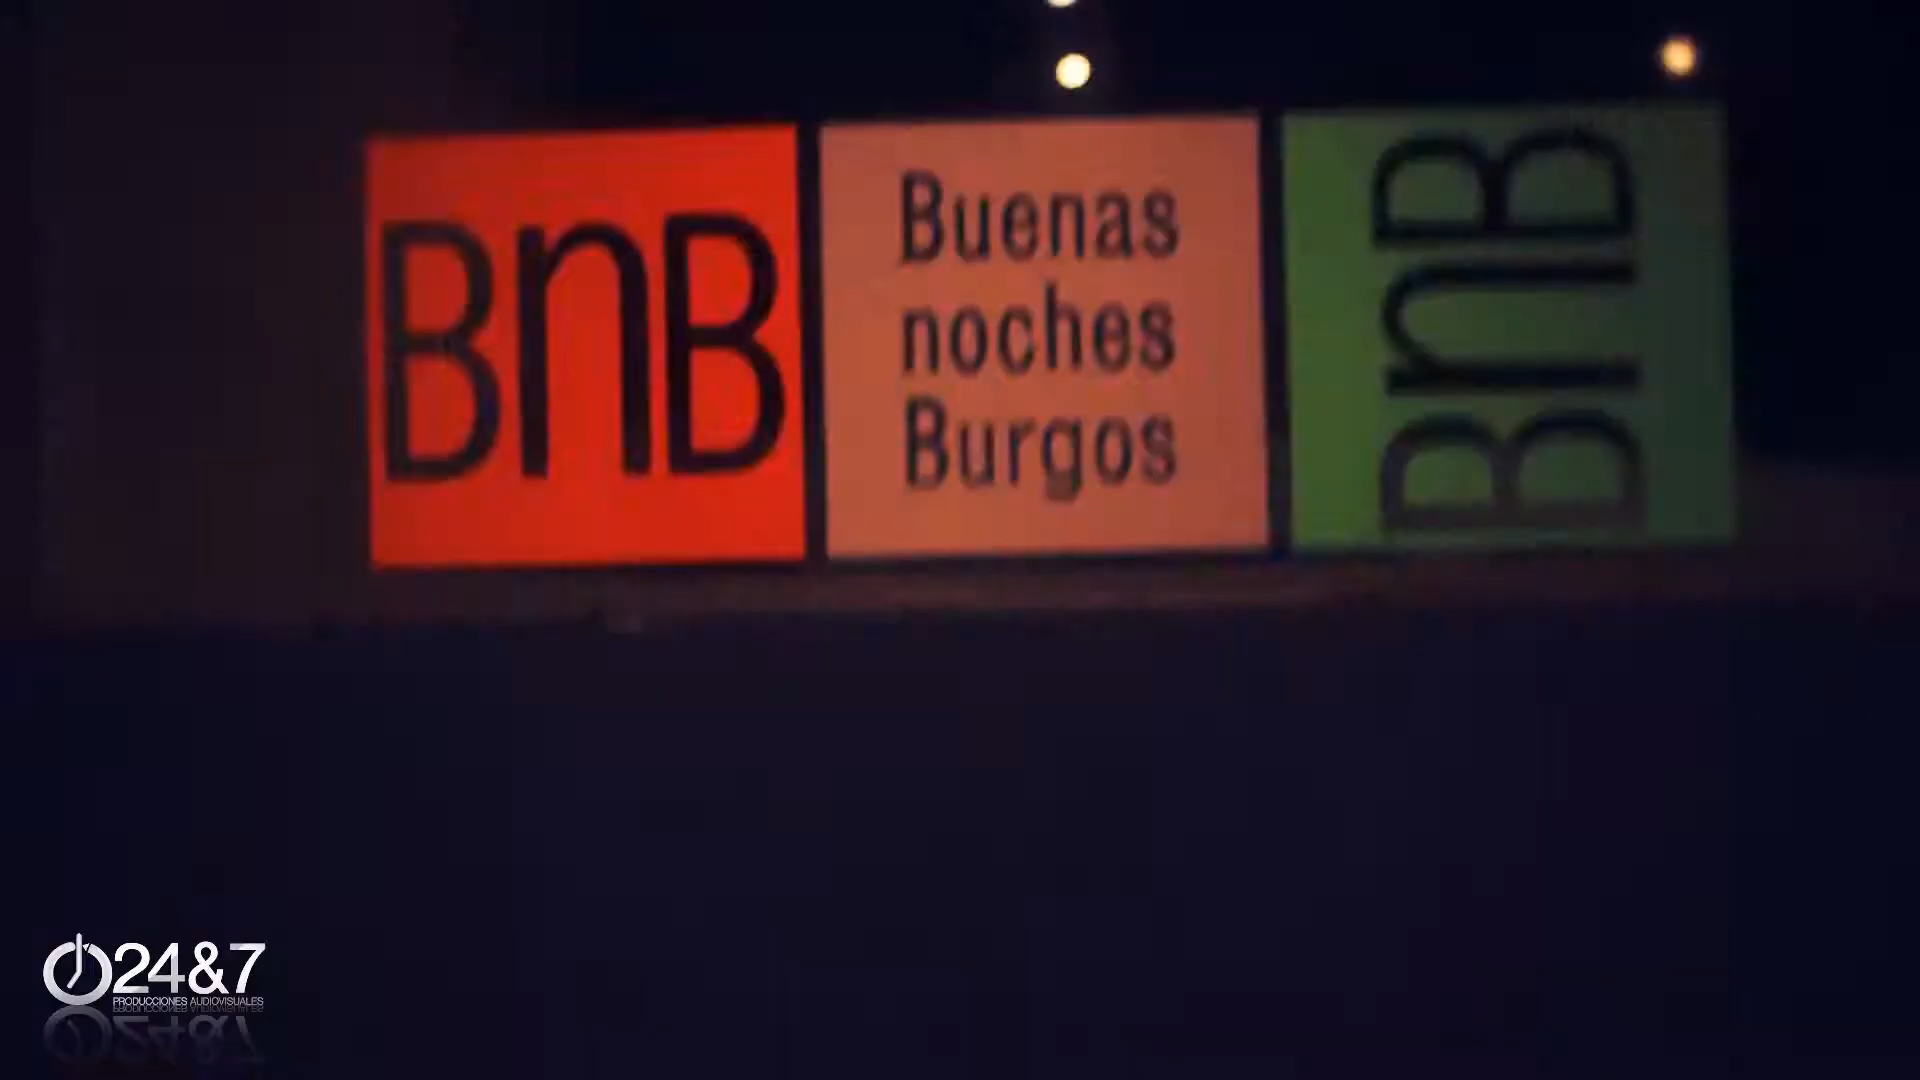 BnB
Buenas
noches
Burgos
BnB
24&7
PRODUCCIONES AUDIOVISUALES